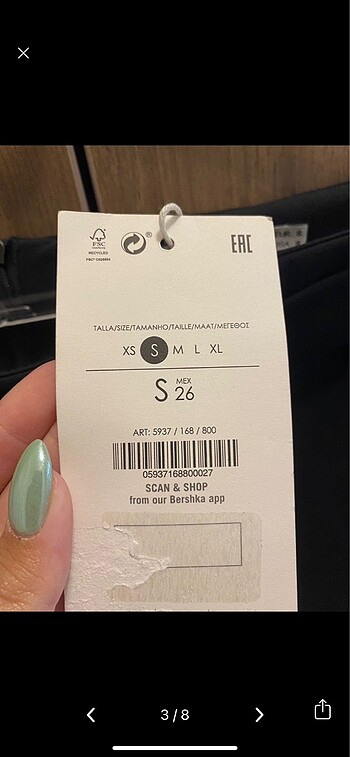 FSC
RECYCLED
®
EAC
TALLA/SIZE/TAMANHO/TAILLE/MAAT/ΜΕΓΕΘΟΣ
XS S M L XL
S MEX 26
ART: 5937 / 168 / 800
05937168800027
SCAN & SHOP
from our Bershka app
3 / 8